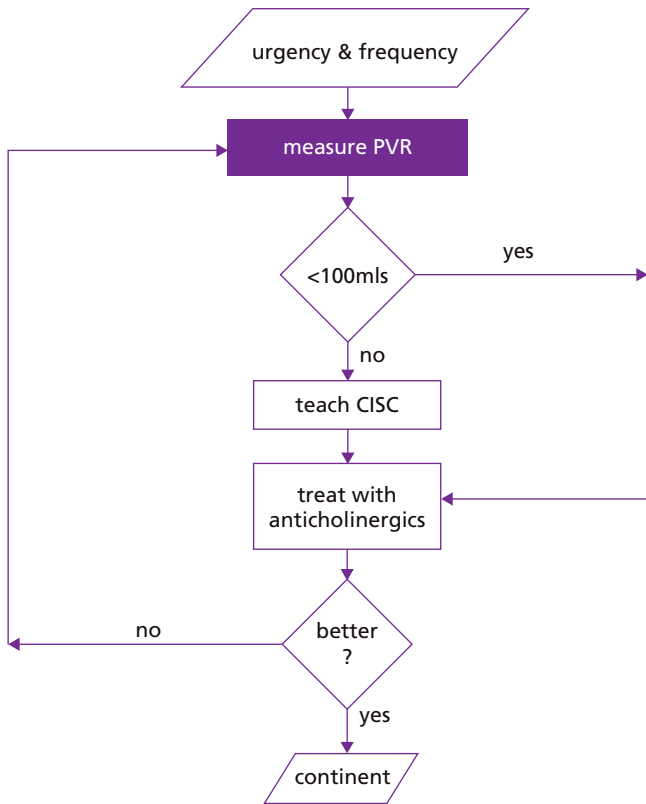 urgency & frequency
measure PVR
<100mls
yes
no
teach CISC
treat with
anticholinergics
better
?
no
yes
continent